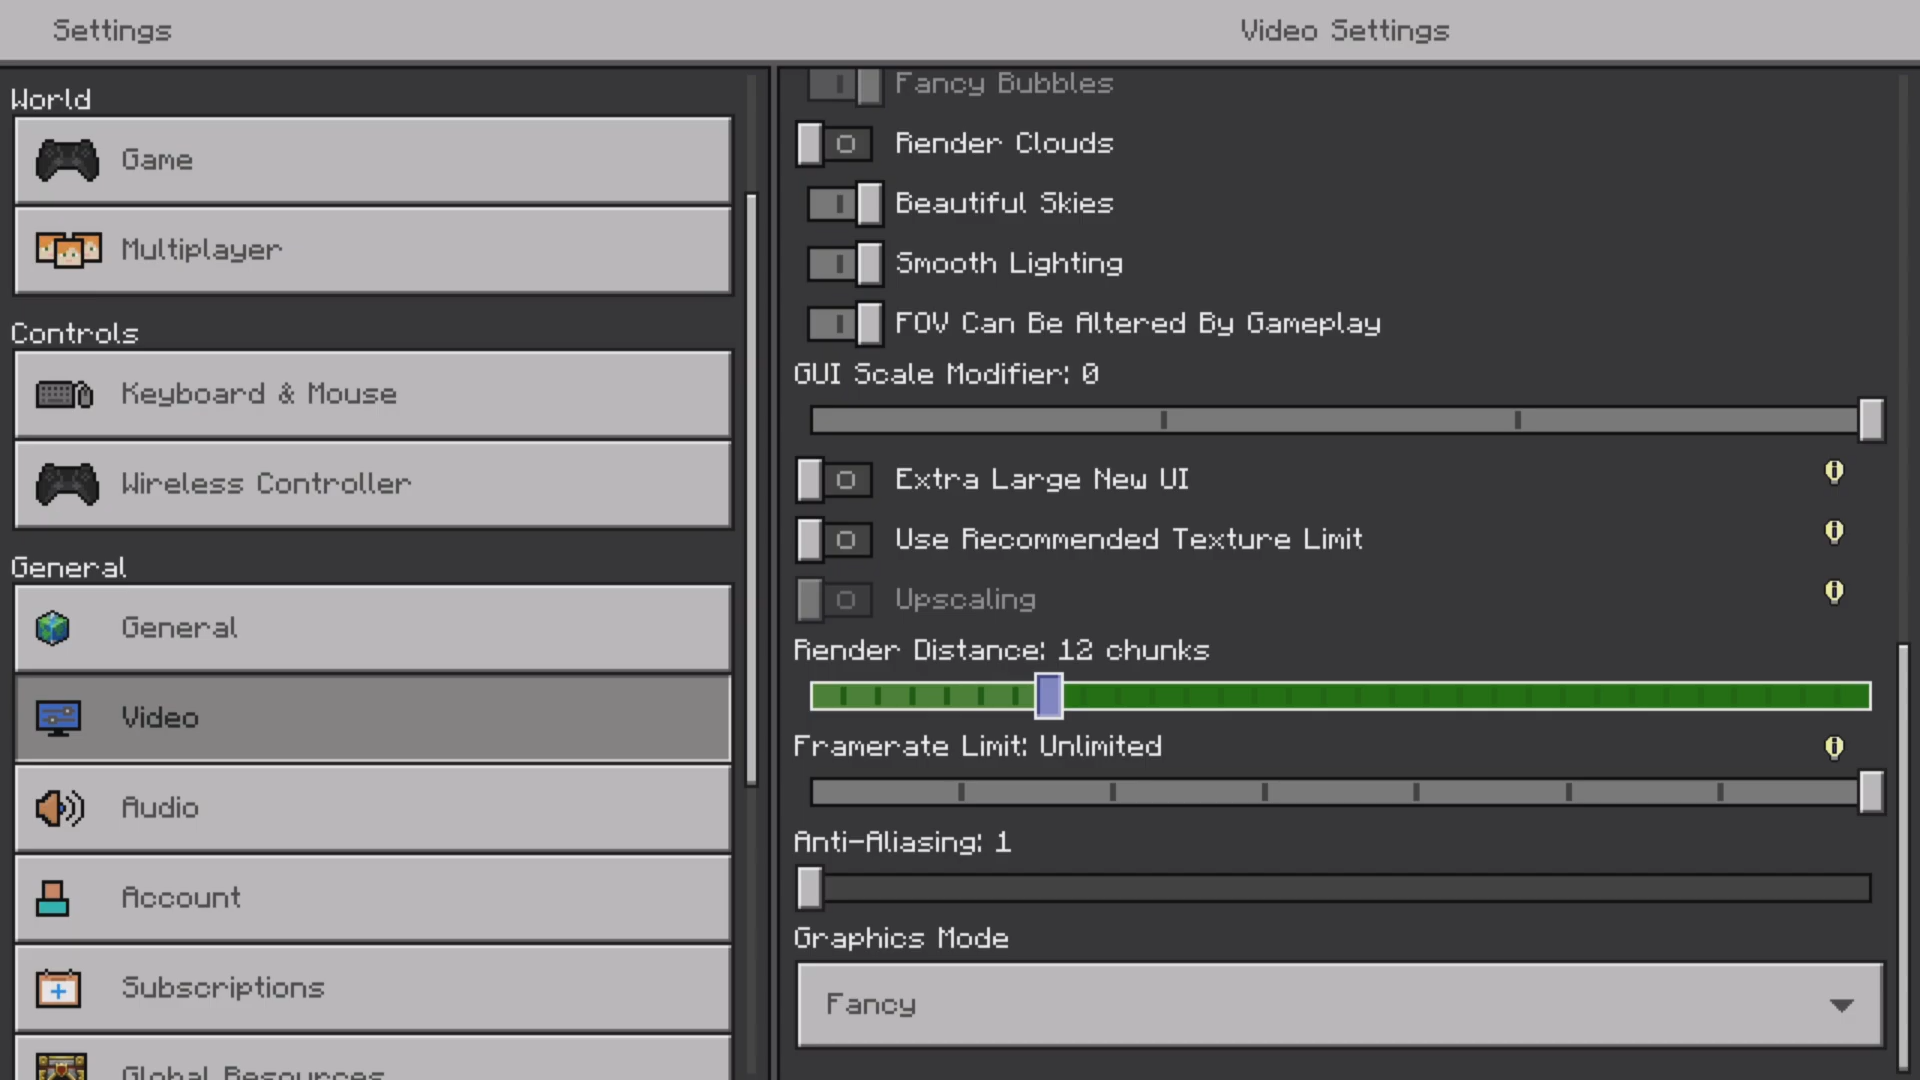 Settings
Video Settings
World
Game
Multiplayer
Controls
Keyboard & Mouse
Wireless Controller
General
General
Video
Audio
Account
Subscriptions
Global Resources
Fancy Bubbles
Render Clouds
Beautiful Skies
Smooth Lighting
FOV Can Be Altered By Gameplay
GUI Scale Modifier: 0
Extra Large New UI
Use Recommended Texture Limit
Upscaling
Render Distance: 12 chunks
Framerate Limit: Unlimited
Anti-Aliasing: 1
Graphics Mode
Fancy